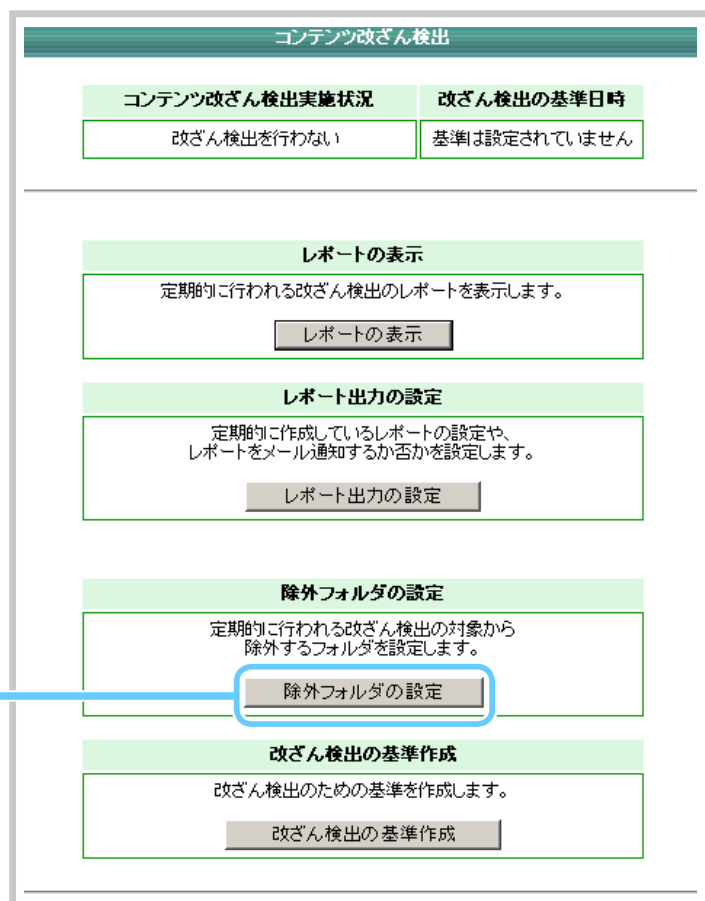 コンテンツ改ざん検出
コンテンツ改ざん検出実施状況 改ざん検出の基準日時
改ざん検出を行わない 基準は設定されていません
レポートの表示
定期的に行われる改ざん検出のレポートを表示します。
レポートの表示
レポート出力の設定
定期的に作成しているレポートの設定や、
レポートをメール通知するか否かを設定します。
レポート出力の設定
除外フォルダの設定
定期的に行われる改ざん検出の対象から
除外するフォルダを設定します。
除外フォルダの設定
改ざん検出の基準作成
改ざん検出のための基準を作成します。
改ざん検出の基準作成